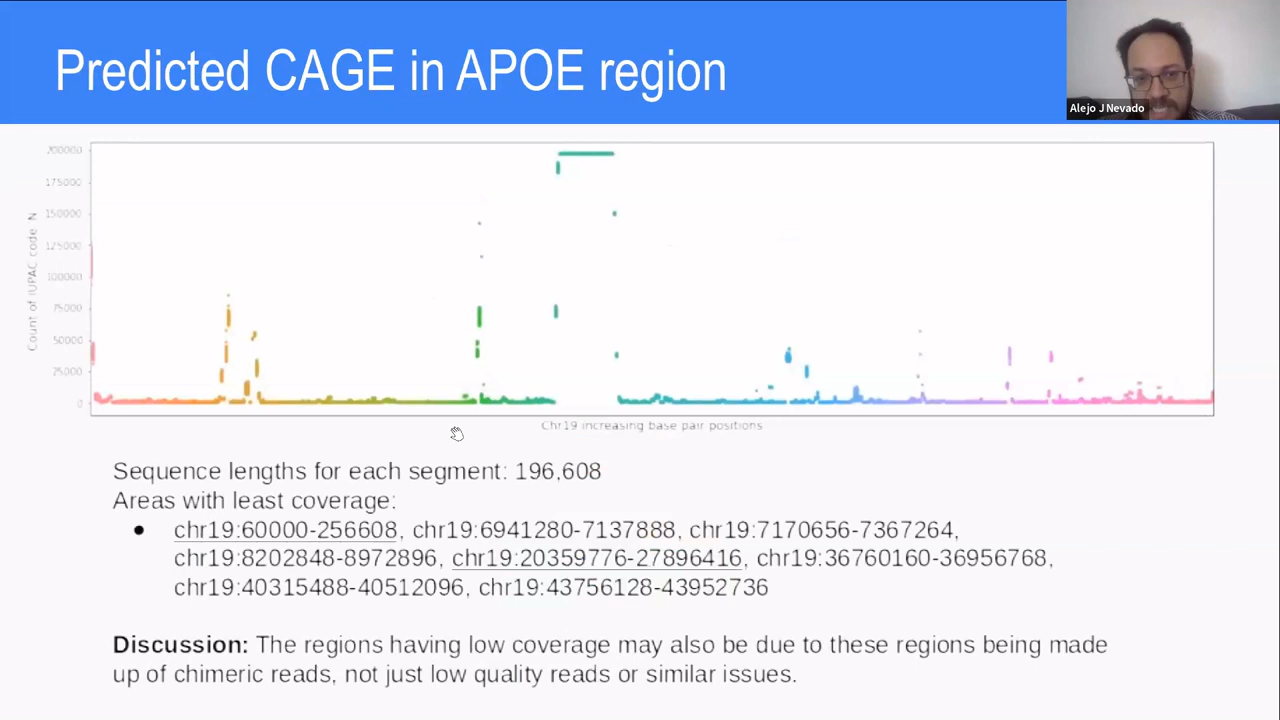 Predicted CAGE in APOE region
Alejo J Nevado
200000
175000
150000
125000
100000
75000
50000
25000
0
Count of IUPAC code N
Chr19 increasing base pair positions
Sequence lengths for each segment: 196,608
Areas with least coverage:
● chr19:60000-256608, chr19:6941280-7137888, chr19:7170656-7367264,
chr19:8202848-8972896, chr19:20359776-27896416, chr19:36760160-36956768,
chr19:40315488-40512096, chr19:43756128-43952736
Discussion: The regions having low coverage may also be due to these regions being made
up of chimeric reads, not just low quality reads or similar issues.